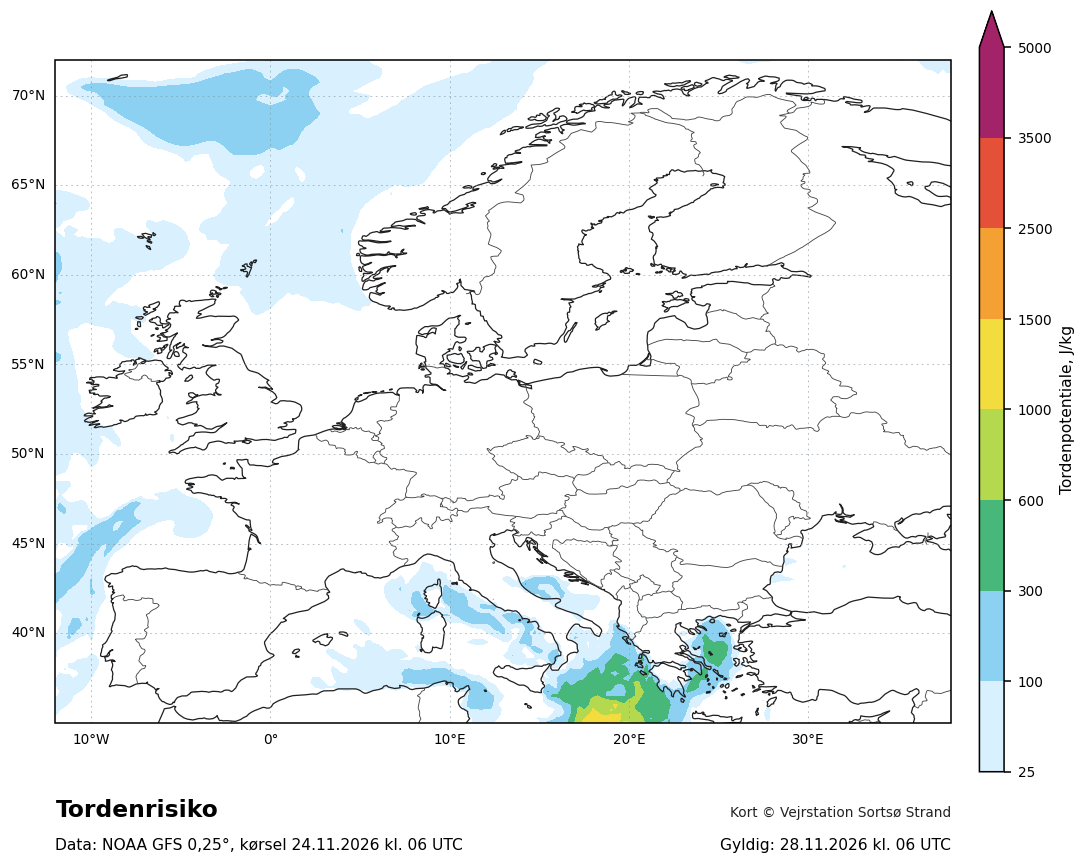 70°N
65°N
60°N
55°N
50°N
45°N
40°N
10°W
0°
10°E
20°E
30°E
5000
3500
2500
1500
1000
600
300
100
25
Tordenpotentiale, J/kg
Tordenrisiko
Kort © Vejrstation Sortsø Strand
Data: NOAA GFS 0,25°, kørsel 24.11.2026 kl. 06 UTC
Gyldig: 28.11.2026 kl. 06 UTC